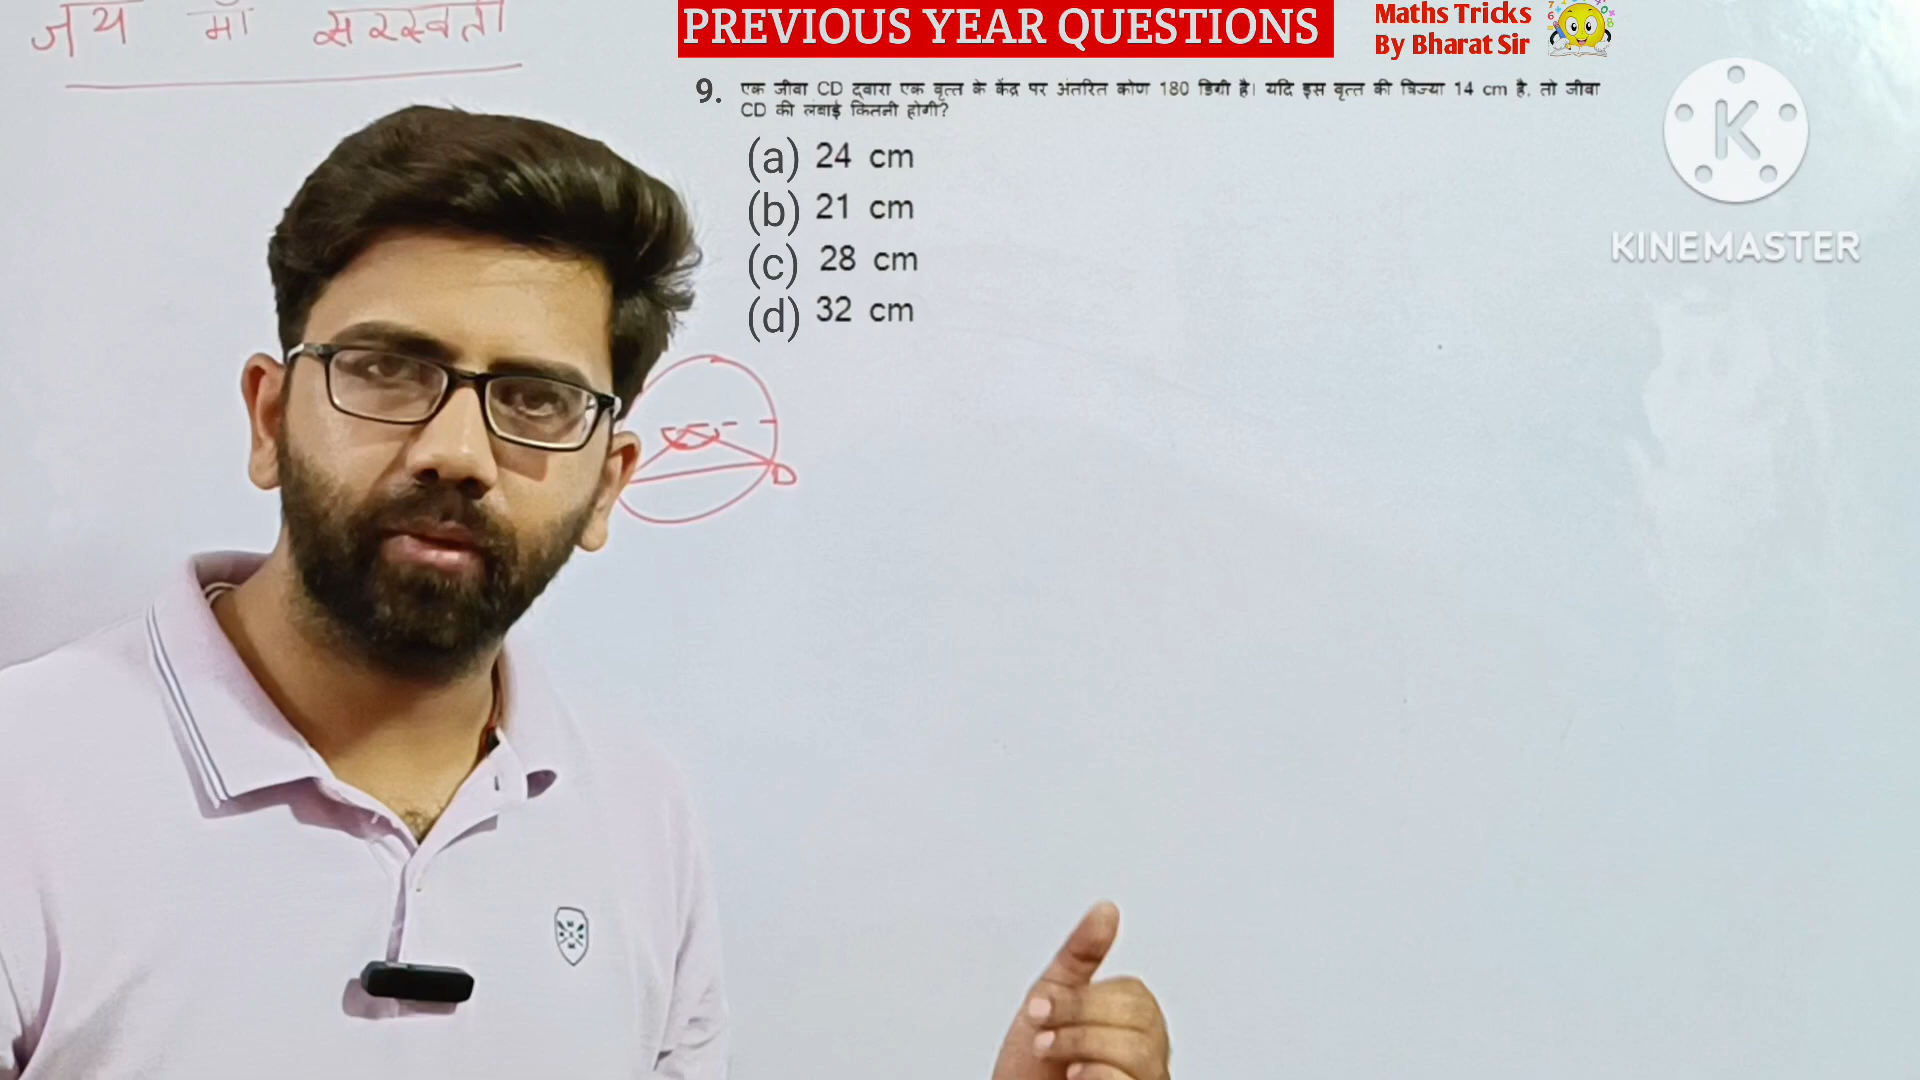 जय माँ सरस्वती
PREVIOUS YEAR QUESTIONS
Maths Tricks
By Bharat Sir
9. एक जीवा CD द्वारा एक वृत्त के केंद्र पर अंतरित कोण 180 डिग्री है। यदि इस वृत्त की त्रिज्या 14 cm है, तो जीवा
CD की लंबाई कितनी होगी?
(a) 24 cm
(b) 21 cm
(c) 28 cm
(d) 32 cm
K
KINEMASTER
D